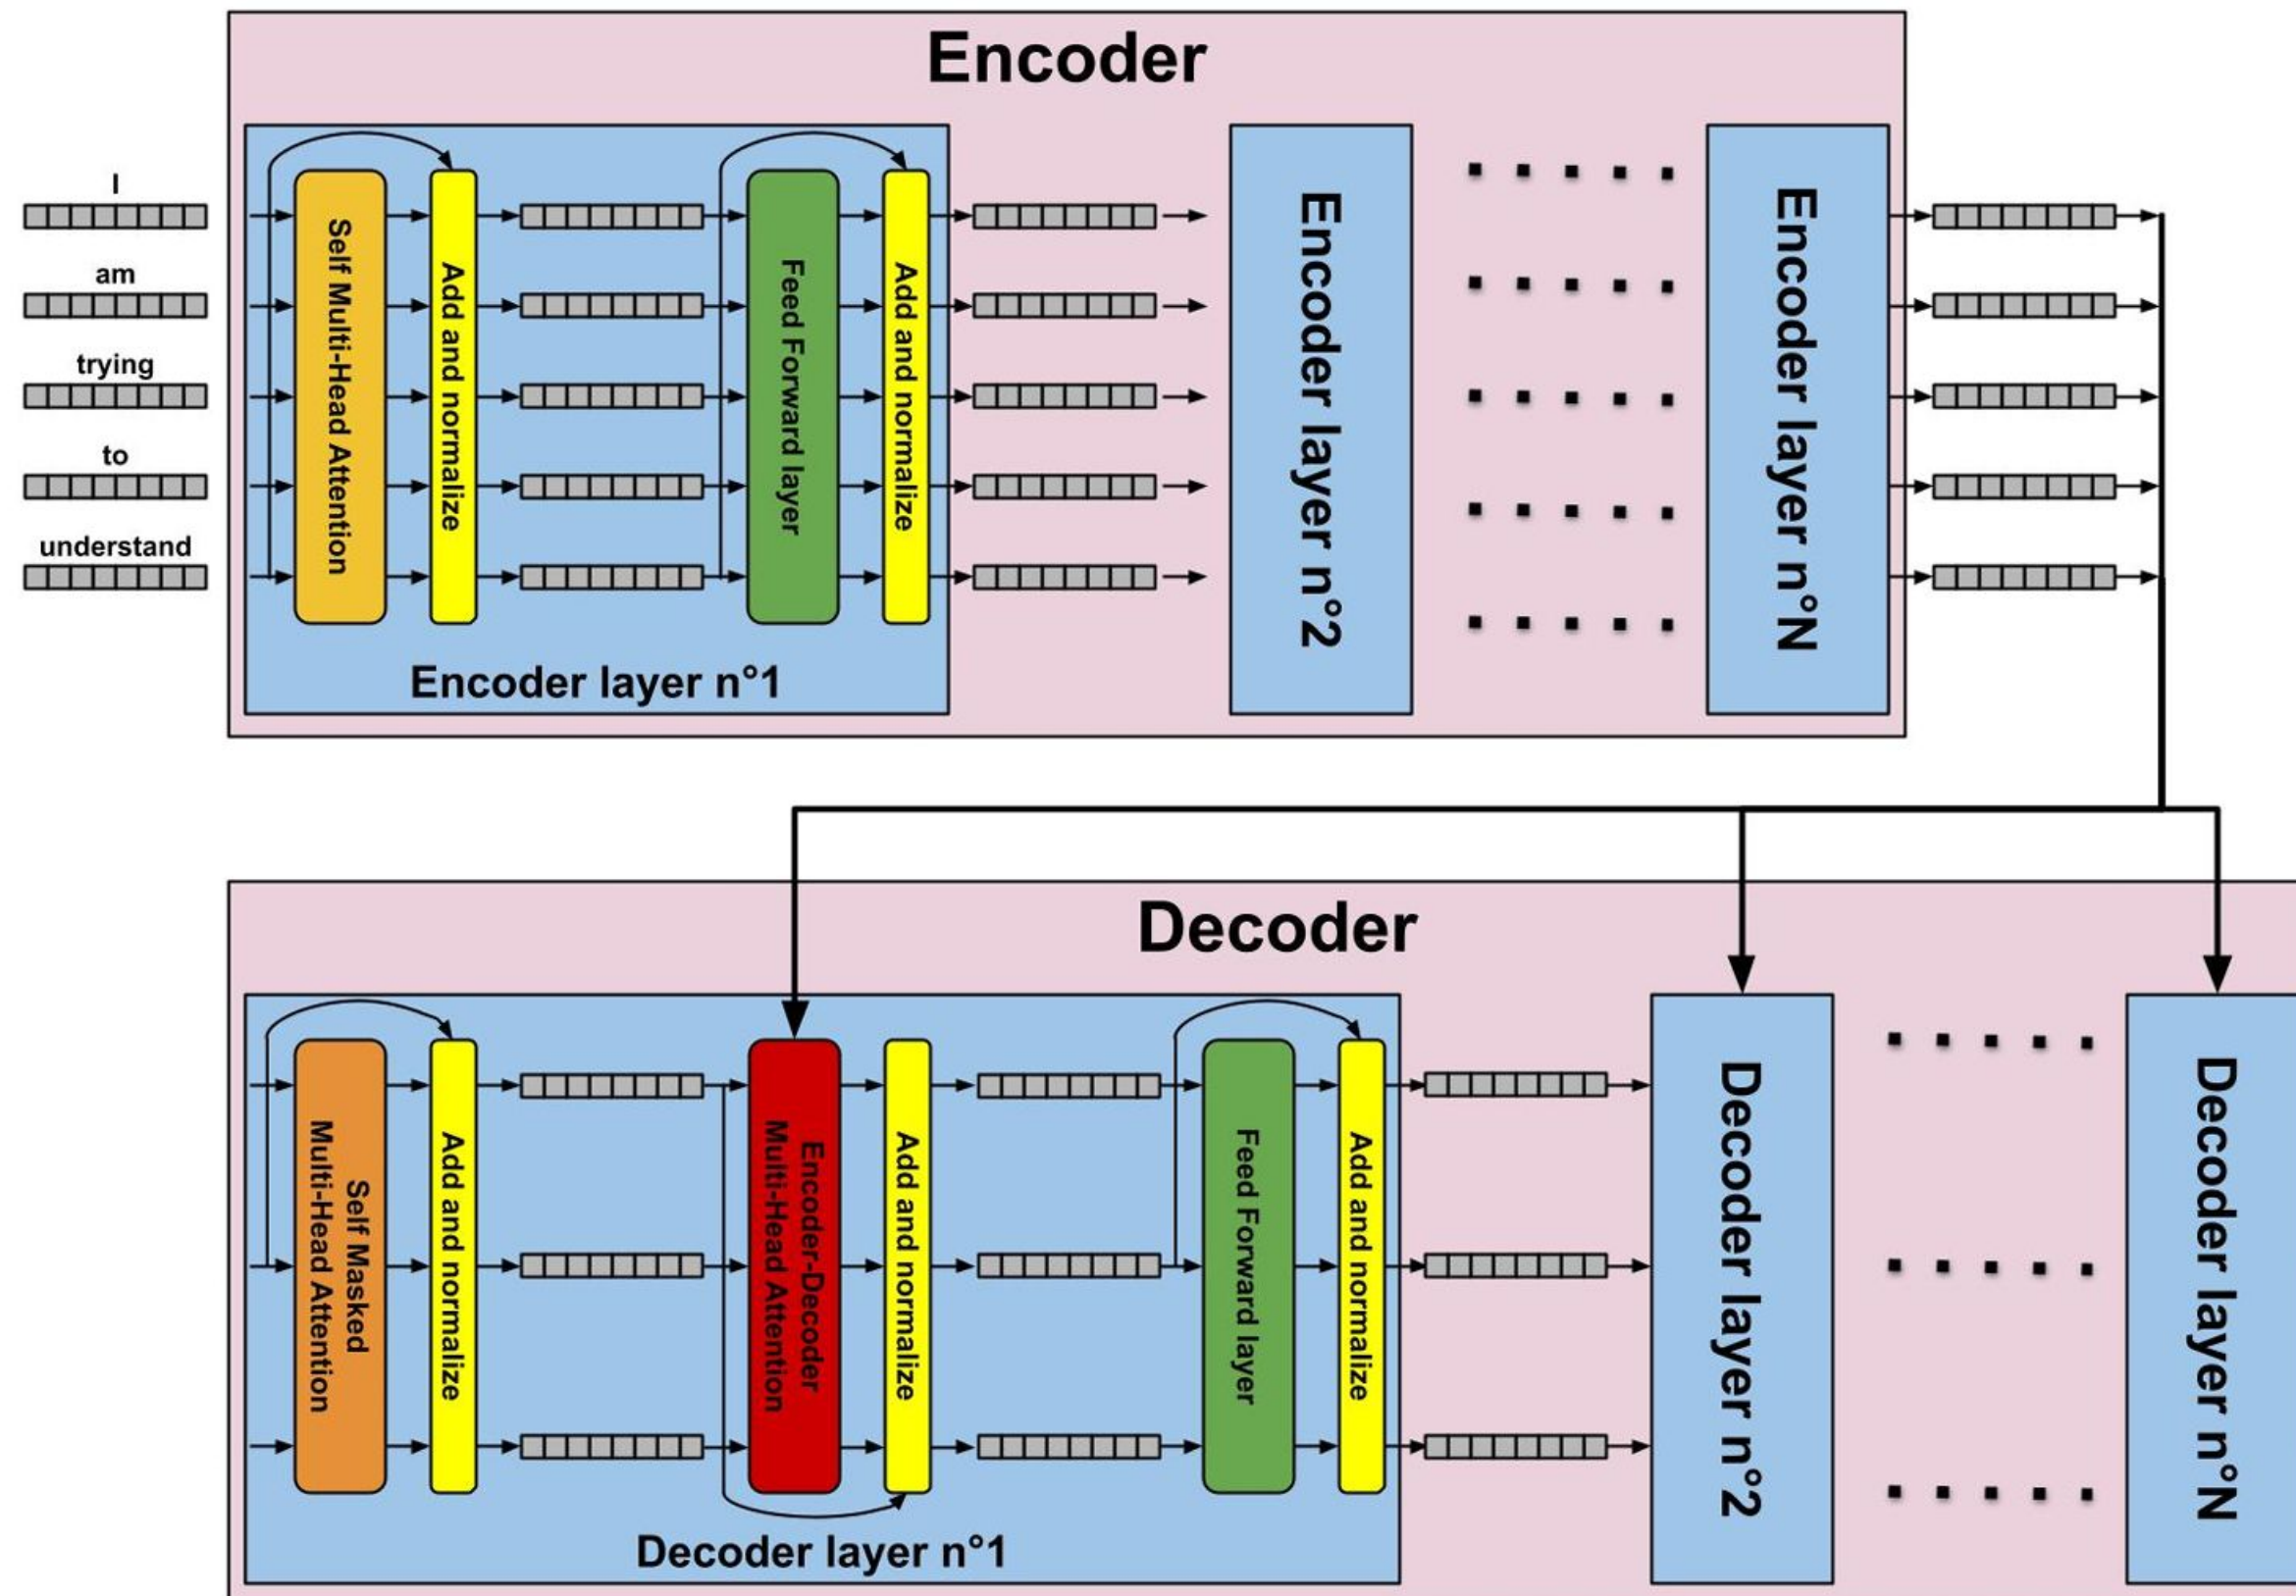 Encoder
I
am
trying
to
understand
Self Multi-Head Attention
Add and normalize
Feed Forward layer
Add and normalize
Encoder layer n°1
Encoder layer n°2
Encoder layer n°N
Decoder
Self Masked
Multi-Head Attention
Add and normalize
Encoder-Decoder
Multi-Head Attention
Add and normalize
Feed Forward layer
Add and normalize
Decoder layer n°1
Decoder layer n°2
Decoder layer n°N